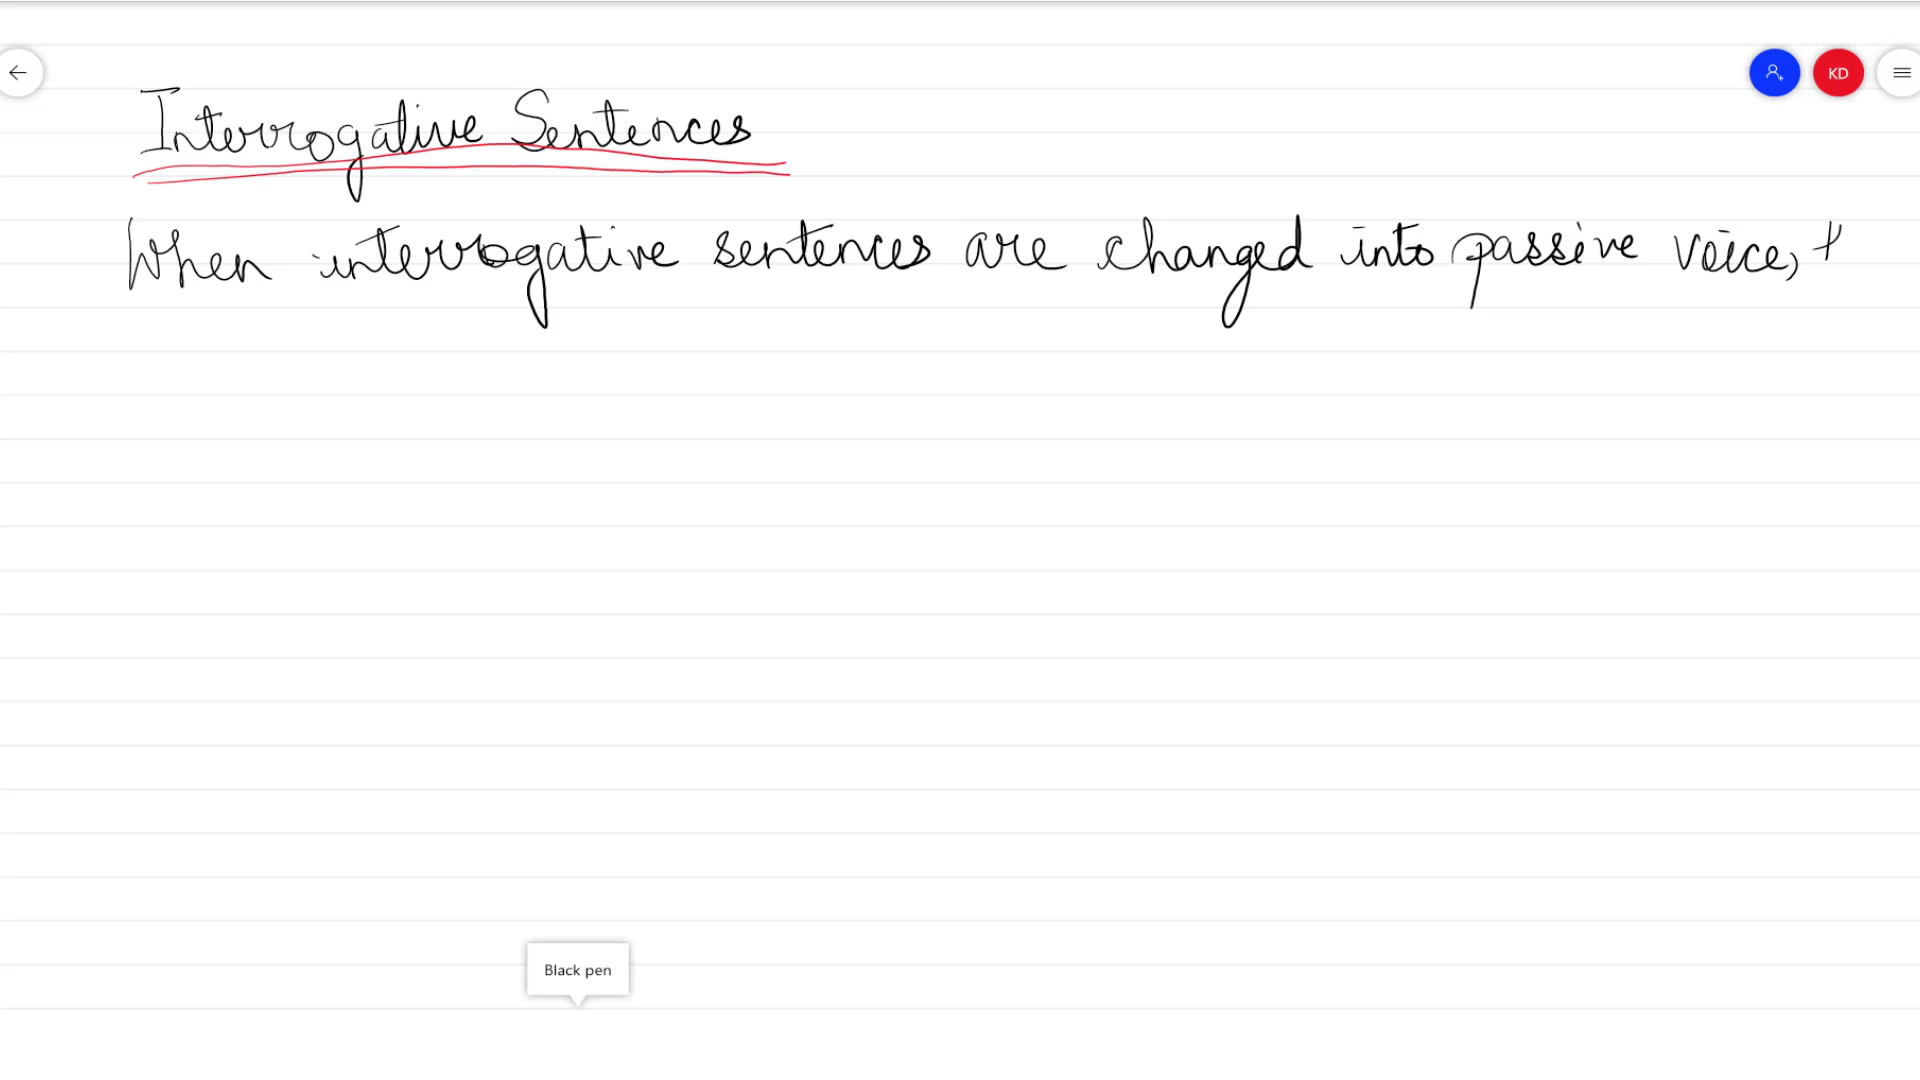 KD
Interrogative Sentences
When interrogative sentences are changed into passive voice, t
Black pen